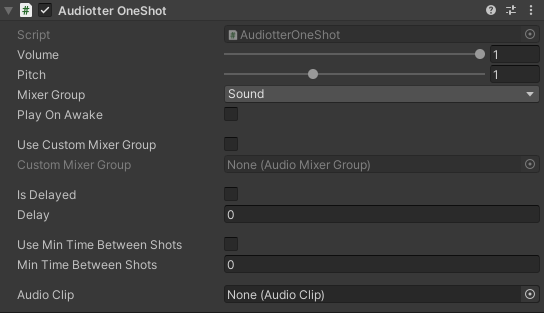 Audiotter OneShot
Script AudiotterOneShot
Volume 1
Pitch 1
Mixer Group Sound
Play On Awake
Use Custom Mixer Group
Custom Mixer Group None (Audio Mixer Group)
Is Delayed
Delay 0
Use Min Time Between Shots
Min Time Between Shots 0
Audio Clip None (Audio Clip)